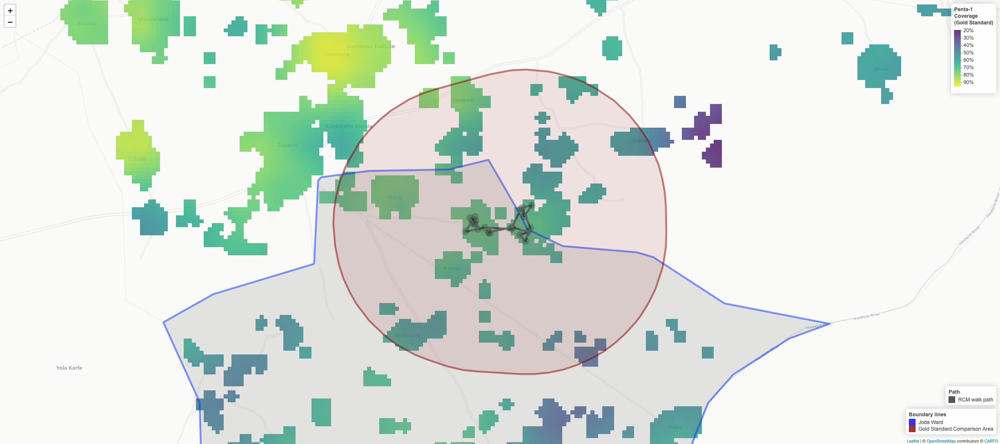 +
−
Kiyawa
Uba Karawa
Gunduwa Tsallake
Gunduwa
Jalogare
Kankwana Alalula
Zugachi
Tofai
Odoji
Kakau
Dorinawa
Yola Karfe
Kuka
Jinan
Hadejia River
Hadejia River
Hadejia River
Hadejia River
Penta-1
Coverage
(Gold Standard)
20%
30%
40%
50%
60%
70%
80%
90%
Path
RCM walk path
Boundary lines
Joda Ward
Gold Standard Comparison Area
Leaflet | © OpenStreetMap contributors © CARTO